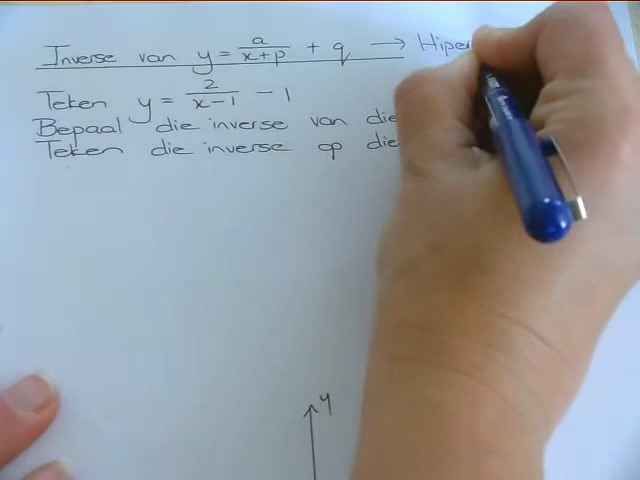 Inverse van y = a/(x+p) + q → Hiper
Teken y = 2/(x-1) - 1
Bepaal die inverse van die
Teken die inverse op die
y